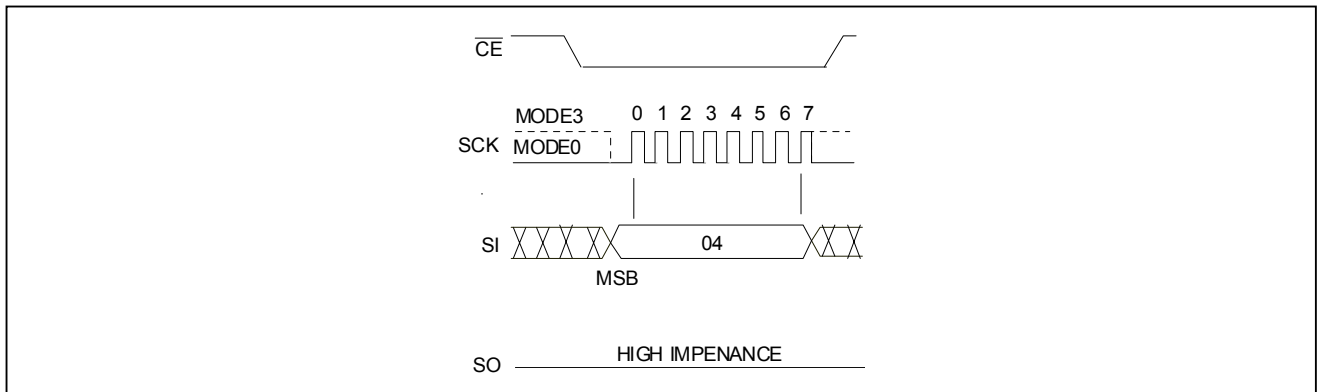 CE
MODE3 0 1 2 3 4 5 6 7
SCK MODE0
SI 04
MSB
SO HIGH IMPENANCE